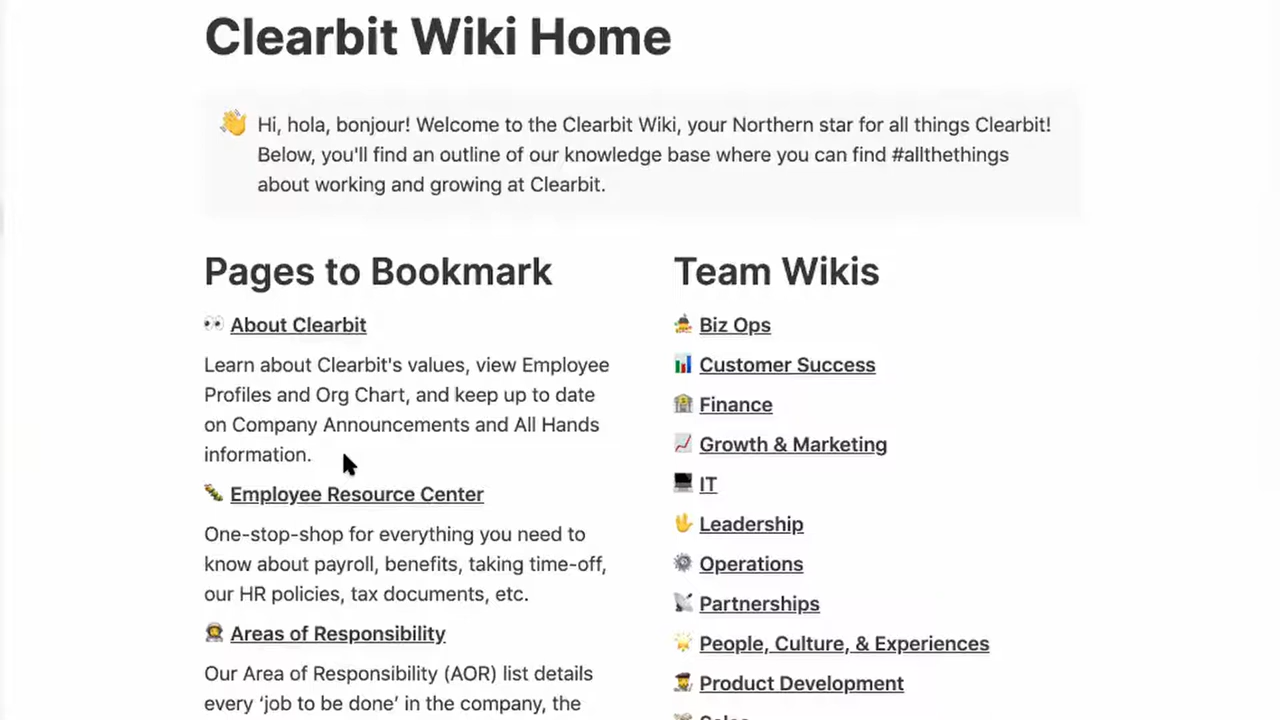 Clearbit Wiki Home
Hi, hola, bonjour! Welcome to the Clearbit Wiki, your Northern star for all things Clearbit!
Below, you'll find an outline of our knowledge base where you can find #allthethings
about working and growing at Clearbit.
Pages to Bookmark
About Clearbit
Learn about Clearbit's values, view Employee
Profiles and Org Chart, and keep up to date
on Company Announcements and All Hands
information.
Employee Resource Center
One-stop-shop for everything you need to
know about payroll, benefits, taking time-off,
our HR policies, tax documents, etc.
Areas of Responsibility
Our Area of Responsibility (AOR) list details
every ‘job to be done’ in the company, the
Team Wikis
Biz Ops
Customer Success
Finance
Growth & Marketing
IT
Leadership
Operations
Partnerships
People, Culture, & Experiences
Product Development